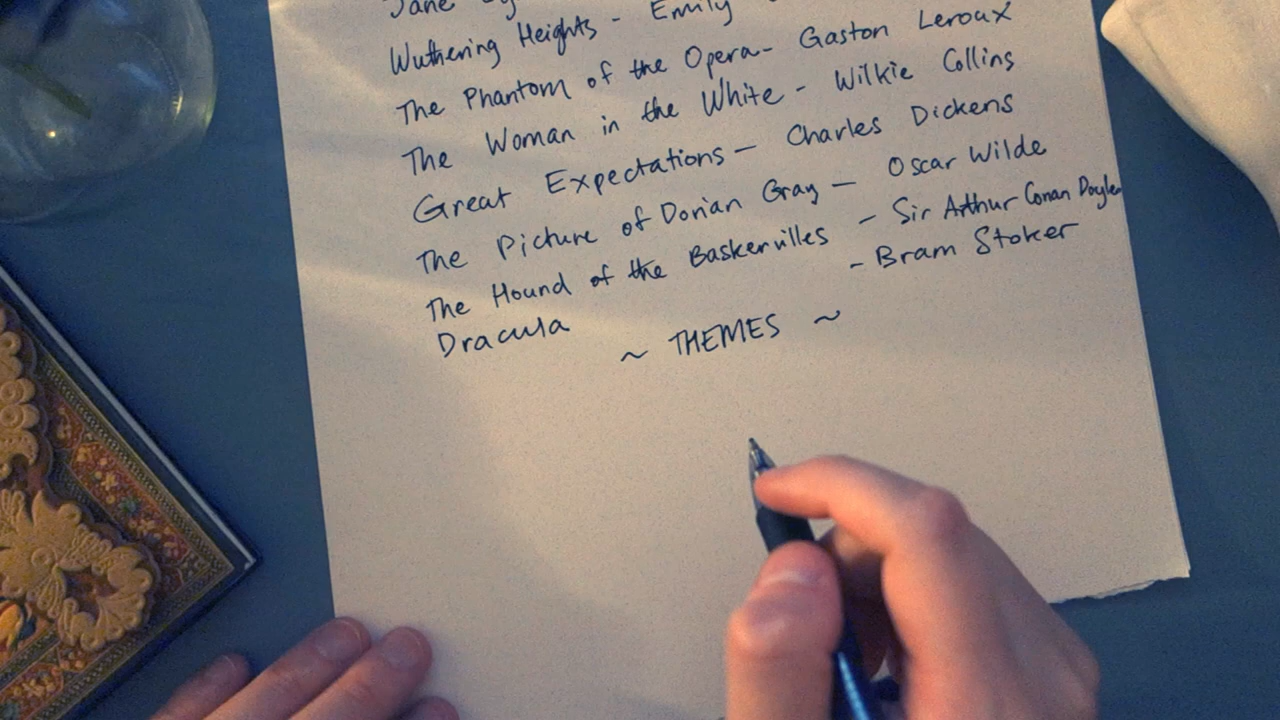 Jane
Wuthering Heights - Emily
The Phantom of the Opera- Gaston Leroux
The Woman in the White - Wilkie Collins
Great Expectations - Charles Dickens
The Picture of Dorian Gray - Oscar Wilde
The Hound of the Baskervilles - Sir Arthur Conan Doyle
Dracula - Bram Stoker
~ THEMES ~